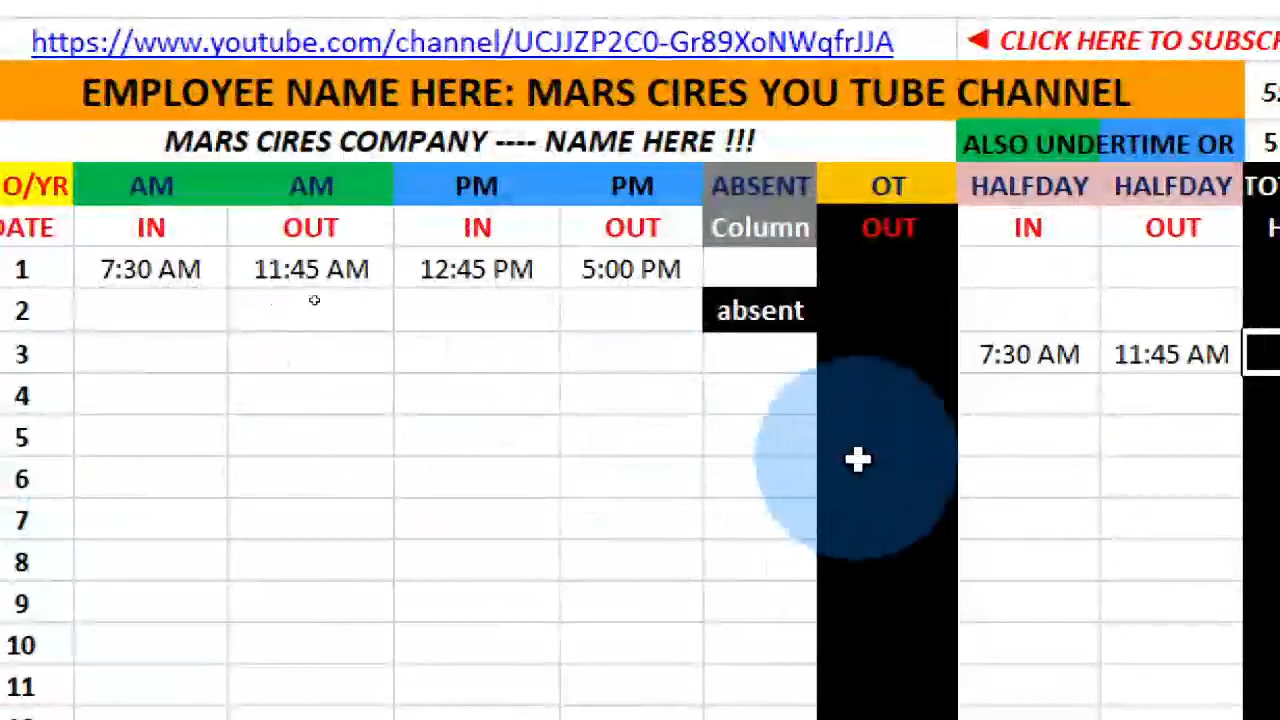 https://www.youtube.com/channel/UCJJZP2C0-Gr89XoNWqfrJJA ◄ CLICK HERE TO SUBSC
EMPLOYEE NAME HERE: MARS CIRES YOU TUBE CHANNEL 5
MARS CIRES COMPANY ---- NAME HERE !!! ALSO UNDERTIME OR 5
O/YR AM AM PM PM ABSENT OT HALFDAY HALFDAY TO
DATE IN OUT IN OUT Column OUT IN OUT H
1 7:30 AM 11:45 AM 12:45 PM 5:00 PM
2 absent
3 7:30 AM 11:45 AM
4
5
6
7
8
9
10
11